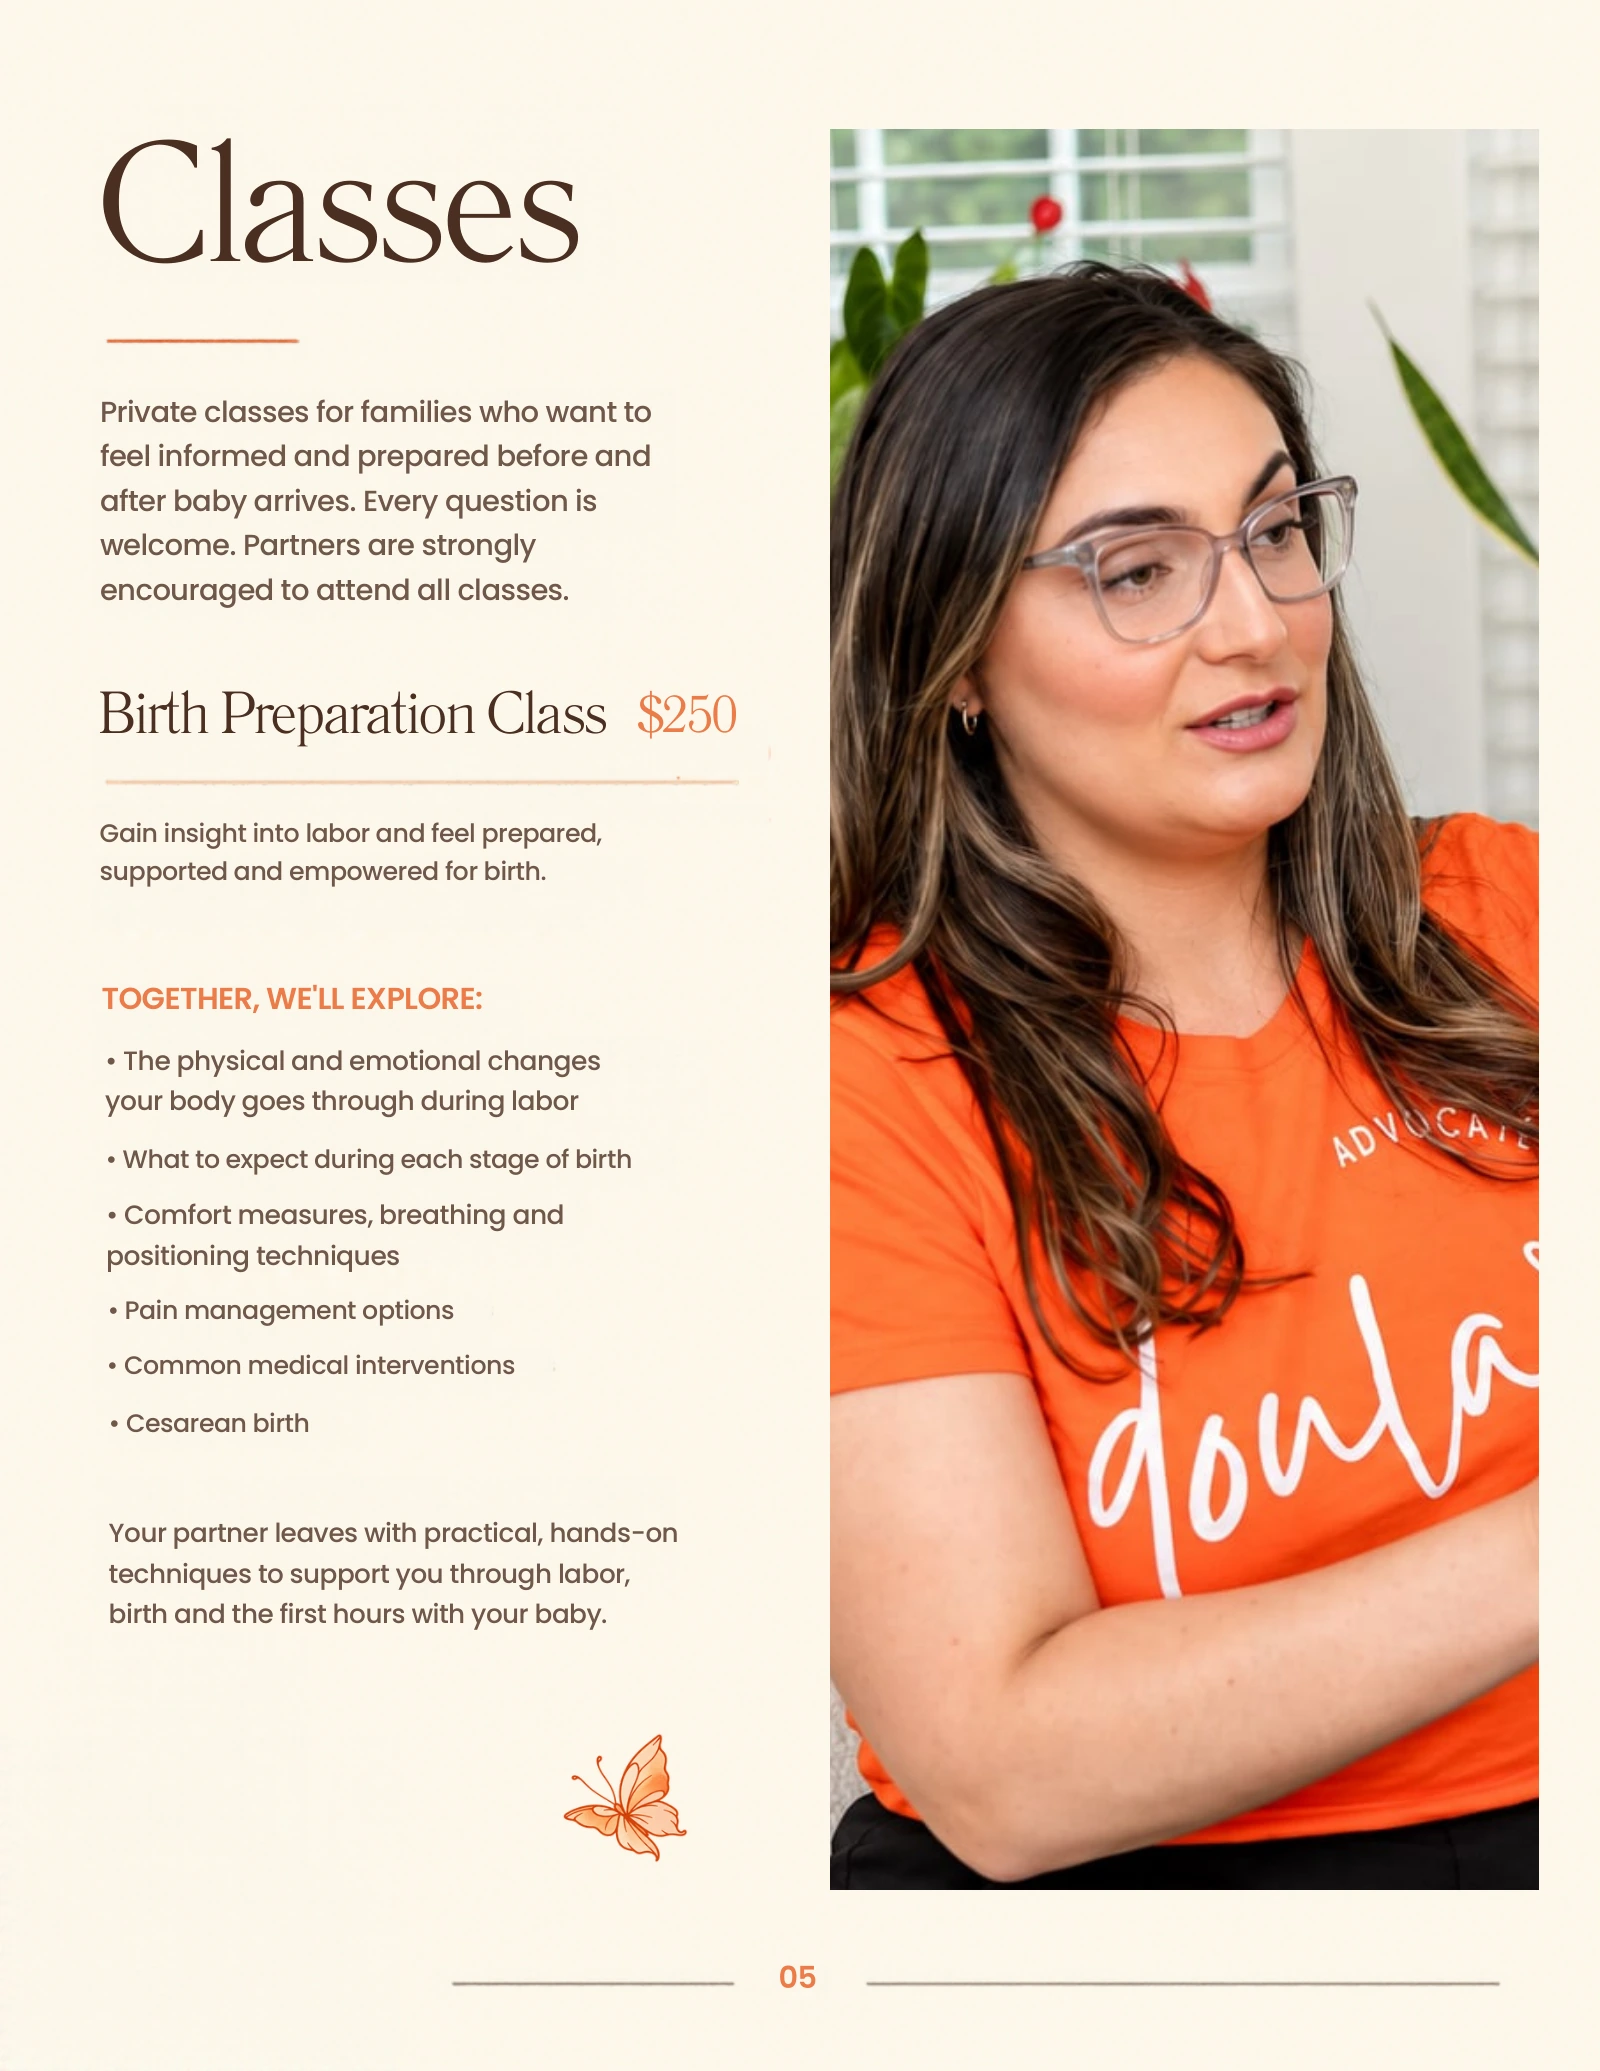 Classes
Private classes for families who want to
feel informed and prepared before and
after baby arrives. Every question is
welcome. Partners are strongly
encouraged to attend all classes.
Birth Preparation Class $250
Gain insight into labor and feel prepared,
supported and empowered for birth.
TOGETHER, WE'LL EXPLORE:
• The physical and emotional changes
your body goes through during labor
• What to expect during each stage of birth
• Comfort measures, breathing and
positioning techniques
• Pain management options
• Common medical interventions
• Cesarean birth
Your partner leaves with practical, hands-on
techniques to support you through labor,
birth and the first hours with your baby.
ADVOCATE
doula
05